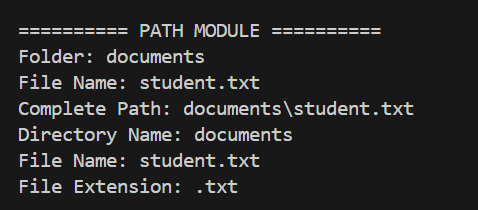 ========== PATH MODULE ==========
Folder: documents
File Name: student.txt
Complete Path: documents\student.txt
Directory Name: documents
File Name: student.txt
File Extension: .txt